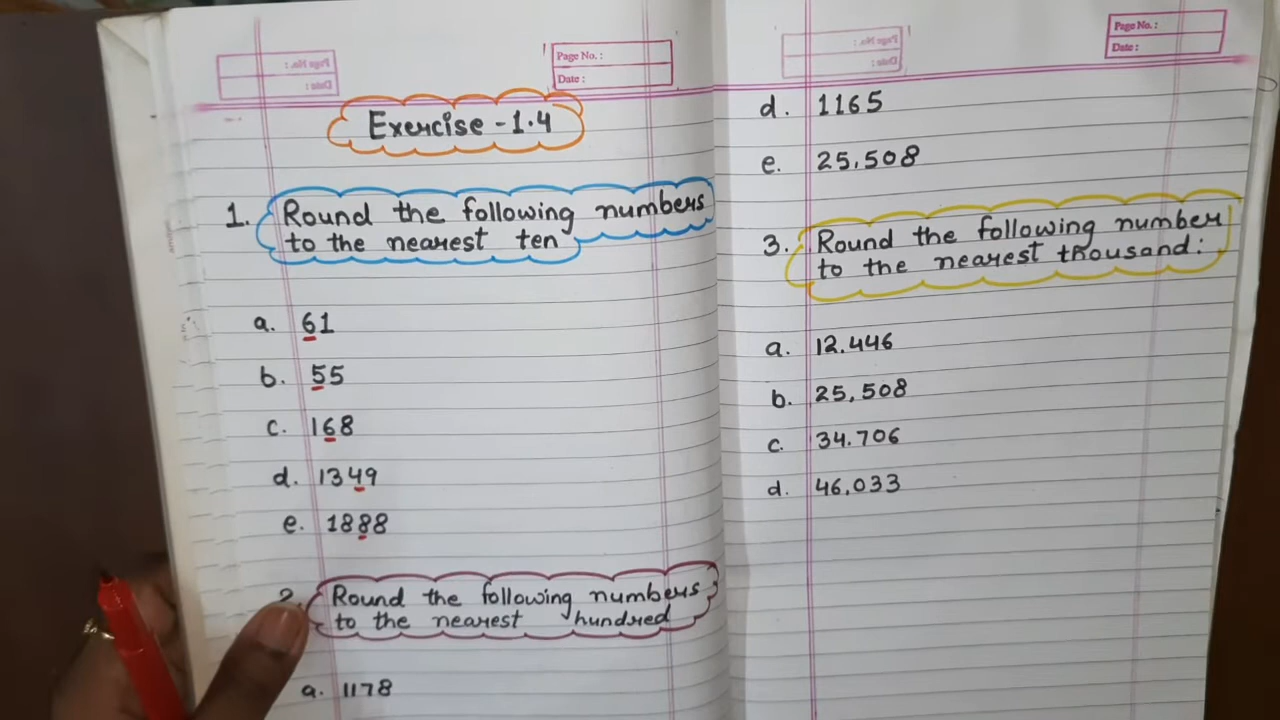 Page No. :
Date :
Exercise - 1.4
1. Round the following numbers
to the nearest ten
a. 61
b. 55
c. 168
d. 1349
e. 1888
2. Round the following numbers
to the nearest hundred
a. 1178
Page No. :
Date :
d. 1165
e. 25,508
3. Round the following number
to the nearest thousand:
a. 12.446
b. 25,508
c. 34.706
d. 46,033